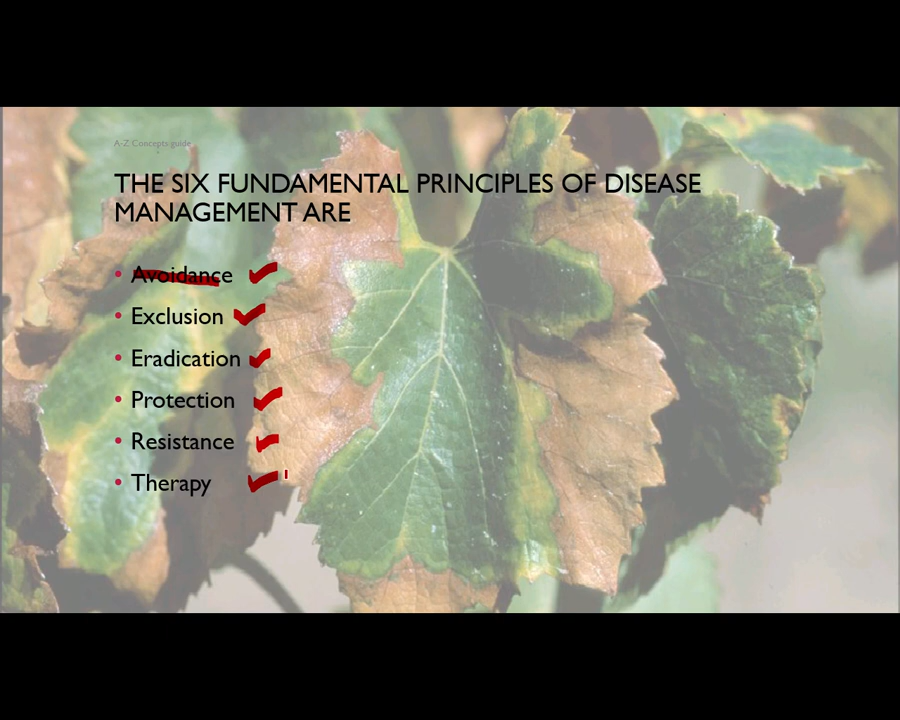 A-Z Concepts guide
THE SIX FUNDAMENTAL PRINCIPLES OF DISEASE
MANAGEMENT ARE
• Avoidance
• Exclusion
• Eradication
• Protection
• Resistance
• Therapy